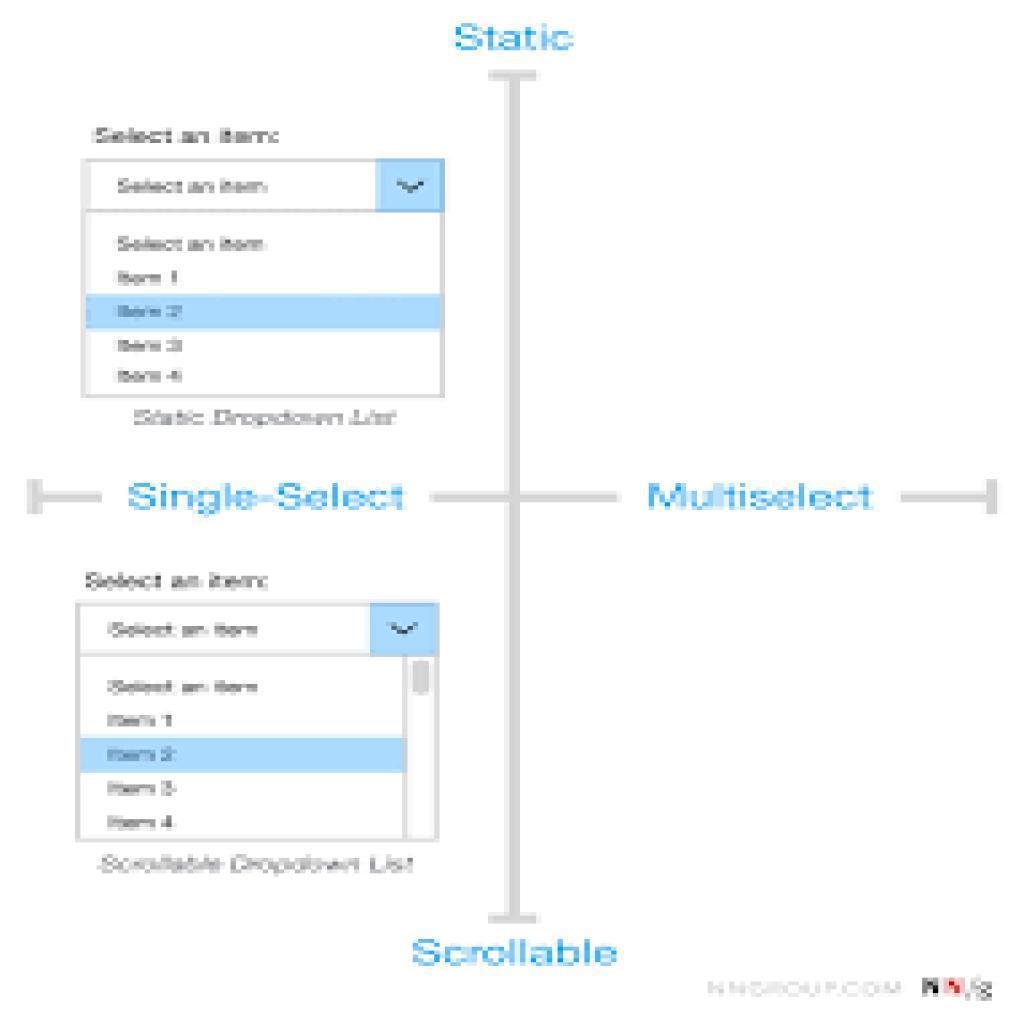 Static
Select an item:
Select an item
Select an item
Item 1
Item 2
Item 3
Item 4
Static Dropdown List
Single-Select
Multiselect
Select an item:
Select an item
Select an item
Item 1
Item 2
Item 3
Item 4
Scrollable Dropdown List
Scrollable
NNGROUP.COM NN/g